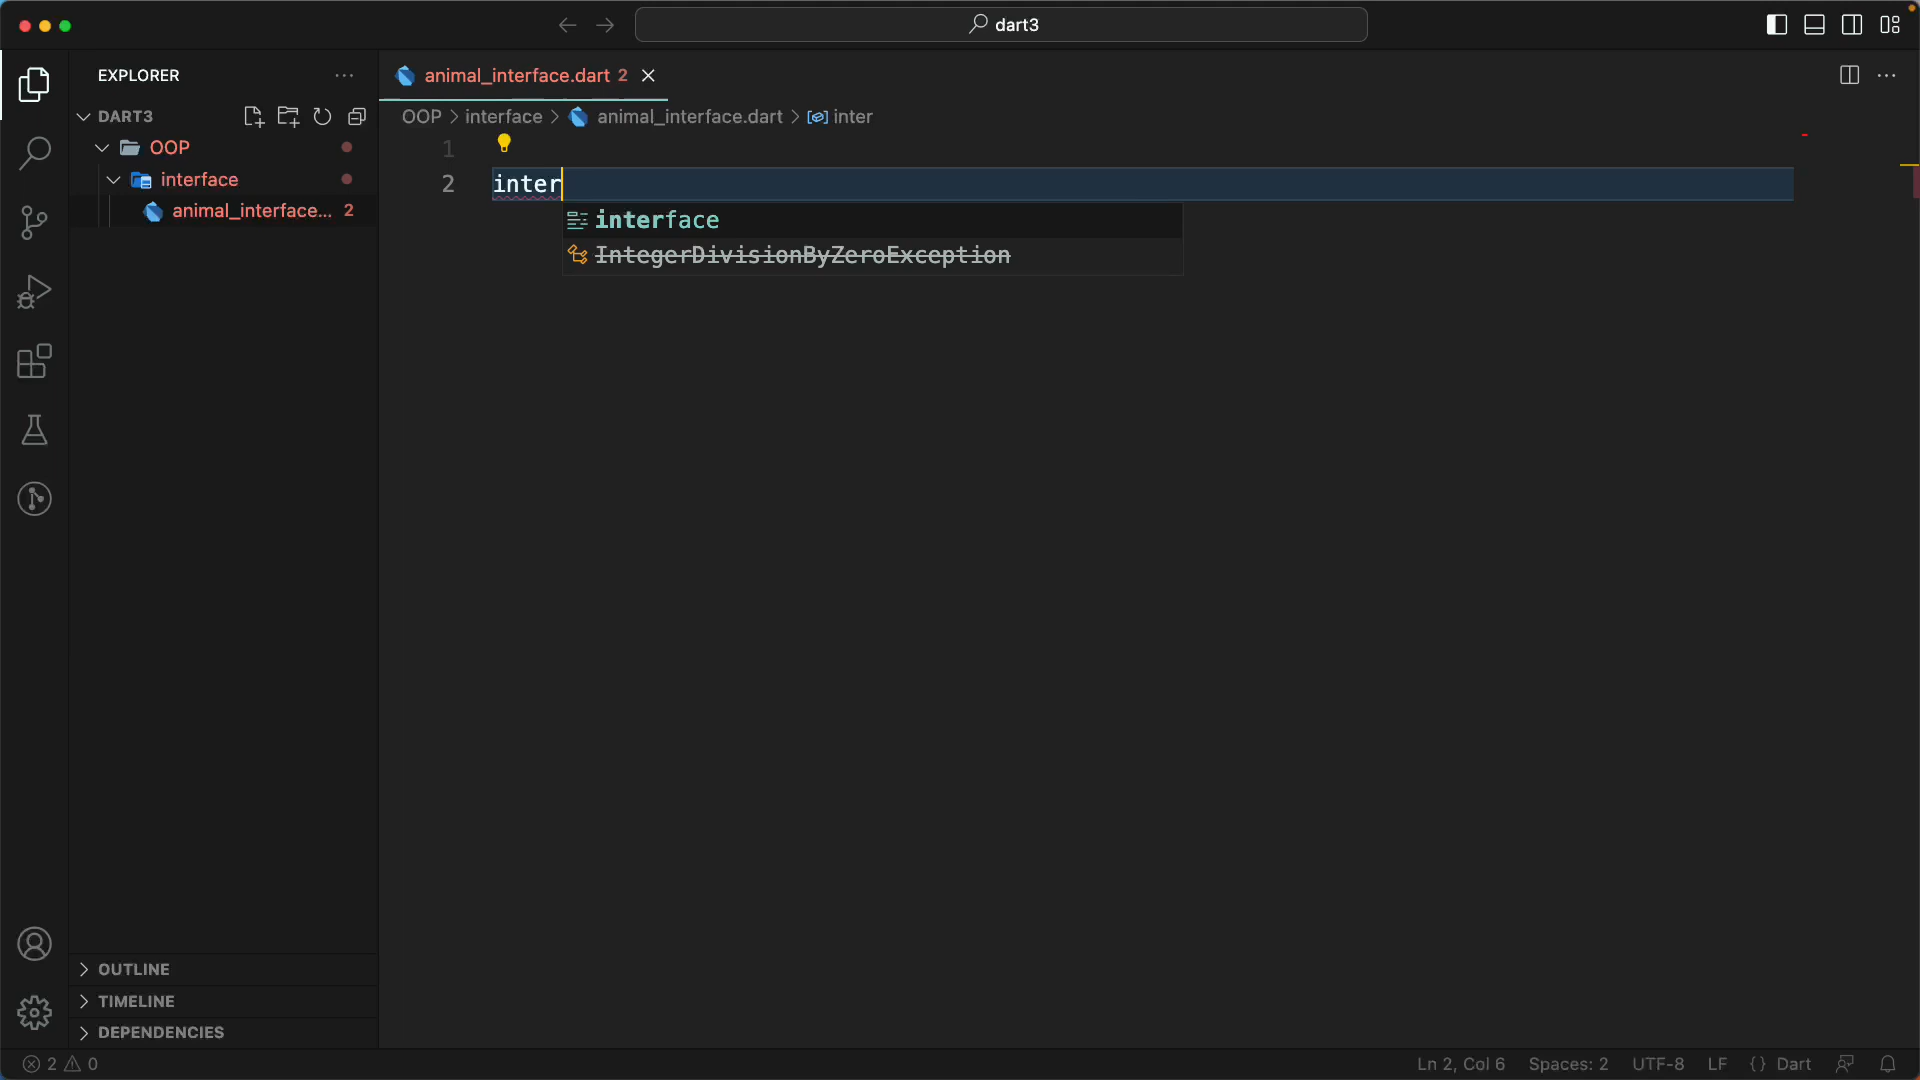 dart3
EXPLORER
animal_interface.dart 2
DART3
OOP > interface > animal_interface.dart > inter
OOP
interface
animal_interface... 2
1
2 inter
interface
IntegerDivisionByZeroException
OUTLINE
TIMELINE
DEPENDENCIES
2 0
Ln 2, Col 6 Spaces: 2 UTF-8 LF {} Dart